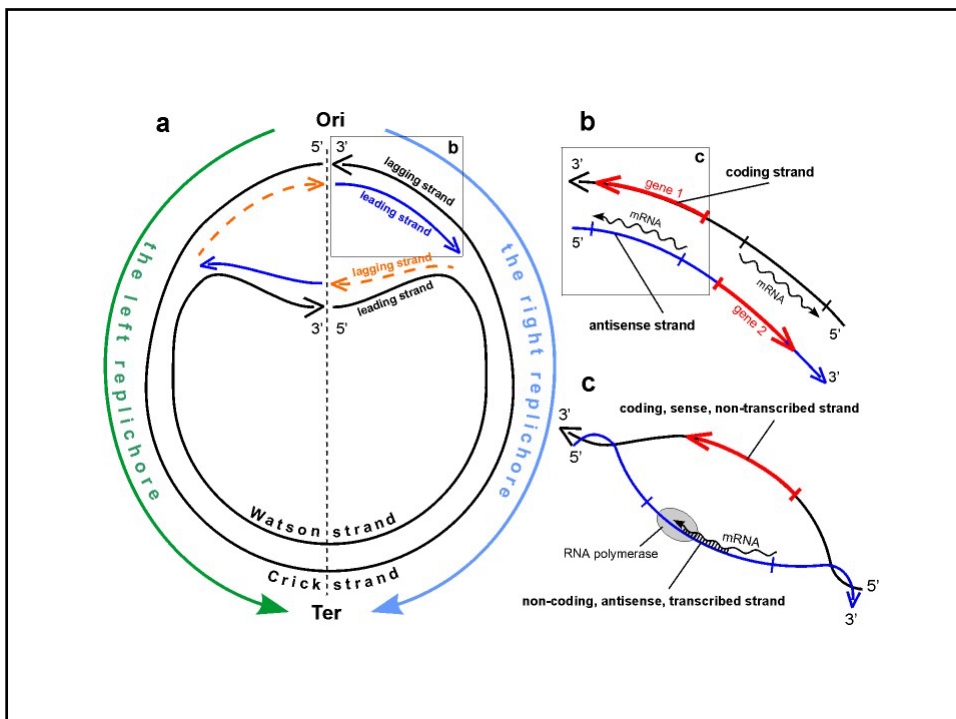 a
Ori
5' 3'
b
lagging strand
leading strand
lagging strand
leading strand
3' 5'
the left replichore
the right replichore
Watson strand
Crick strand
Ter
b
c
3'
gene 1
coding strand
mRNA
5'
mRNA
antisense strand
gene 2
5'
3'
c
coding, sense, non-transcribed strand
3'
5'
mRNA
RNA polymerase
5'
non-coding, antisense, transcribed strand
3'